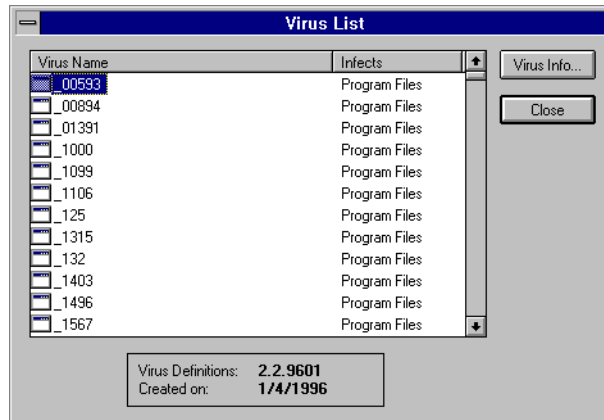 Virus List
Virus Name Infects
_00593 Program Files
_00894 Program Files
_01391 Program Files
_1000 Program Files
_1099 Program Files
_1106 Program Files
_125 Program Files
_1315 Program Files
_132 Program Files
_1403 Program Files
_1496 Program Files
_1567 Program Files
Virus Info...
Close
Virus Definitions: 2.2.9601
Created on: 1/4/1996